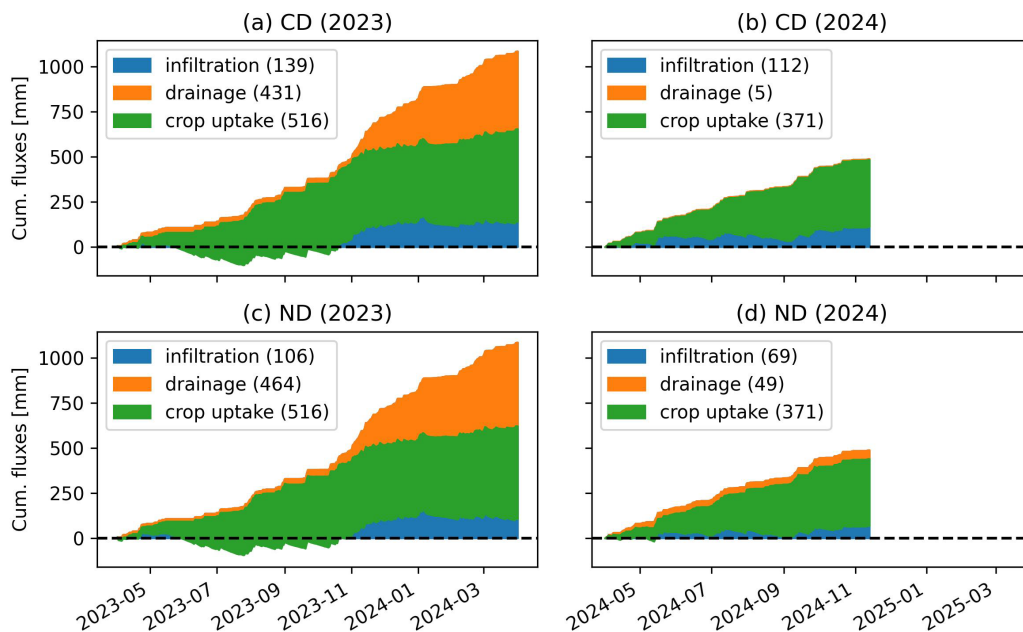 (a) CD (2023)
(b) CD (2024)
Cum. fluxes [mm]
1000
750
500
250
0
infiltration (139)
drainage (431)
crop uptake (516)
infiltration (112)
drainage (5)
crop uptake (371)
(c) ND (2023)
(d) ND (2024)
Cum. fluxes [mm]
1000
750
500
250
0
infiltration (106)
drainage (464)
crop uptake (516)
infiltration (69)
drainage (49)
crop uptake (371)
2023-05
2023-07
2023-09
2023-11
2024-01
2024-03
2024-05
2024-07
2024-09
2024-11
2025-01
2025-03